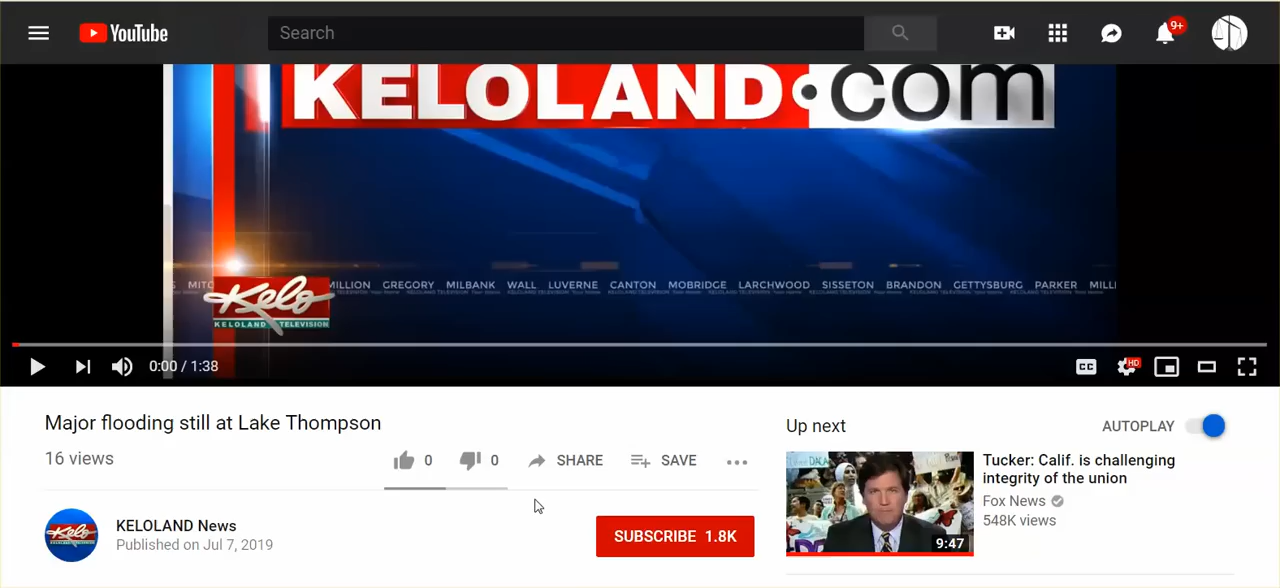 YouTube
Search
9+
KELOLAND.com
MILLION GREGORY MILBANK WALL LUVERNE CANTON MOBRIDGE LARCHWOOD SISSETON BRANDON GETTYSBURG PARKER MILLI
Kelo
KELOLAND TELEVISION
0:00 / 1:38
CC
HD
Major flooding still at Lake Thompson
16 views
0
0
SHARE
SAVE
Kelo
KELOLAND News
Published on Jul 7, 2019
SUBSCRIBE 1.8K
Up next
AUTOPLAY
9:47
Tucker: Calif. is challenging
integrity of the union
Fox News
548K views